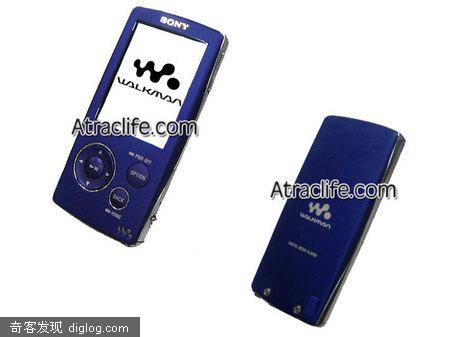 SONY
WALKMAN
Atraclife.com
PWR OFF
OPTION
BACK
HOME
Atraclife.com
WALKMAN
DIGITAL MEDIA PLAYER
奇客发现 diglog.com